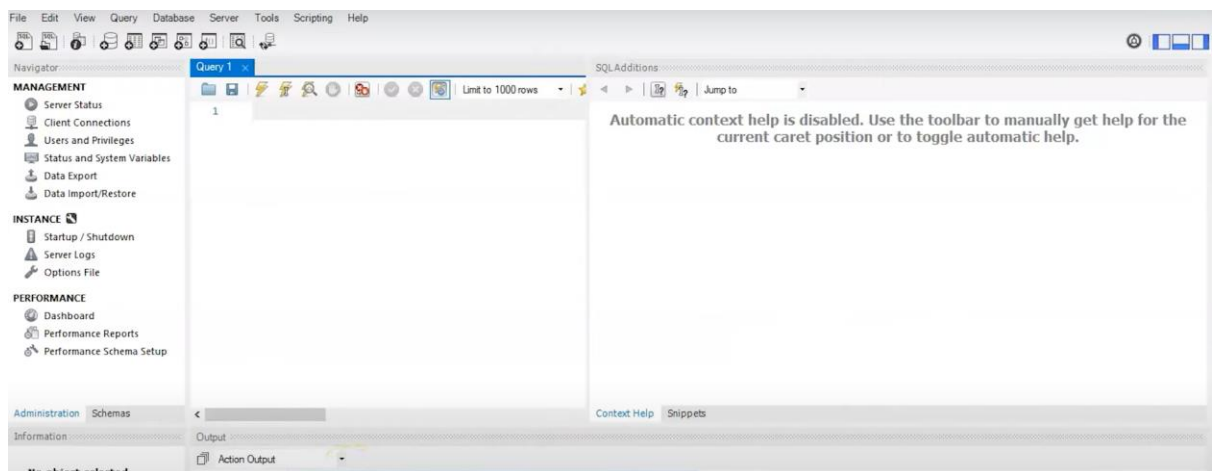 File Edit View Query Database Server Tools Scripting Help
Navigator
MANAGEMENT
Server Status
Client Connections
Users and Privileges
Status and System Variables
Data Export
Data Import/Restore
INSTANCE
Startup / Shutdown
Server Logs
Options File
PERFORMANCE
Dashboard
Performance Reports
Performance Schema Setup
Administration Schemas
Information
No object selected
Query 1
Limit to 1000 rows
1
Output
Action Output
SQLAdditions
Jump to
Automatic context help is disabled. Use the toolbar to manually get help for the
current caret position or to toggle automatic help.
Context Help Snippets